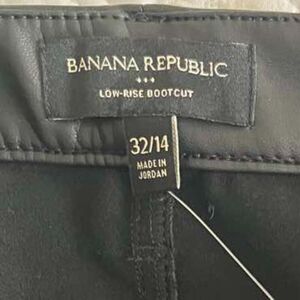 BANANA REPUBLIC
LOW-RISE BOOTCUT
32/14
MADE IN
JORDAN